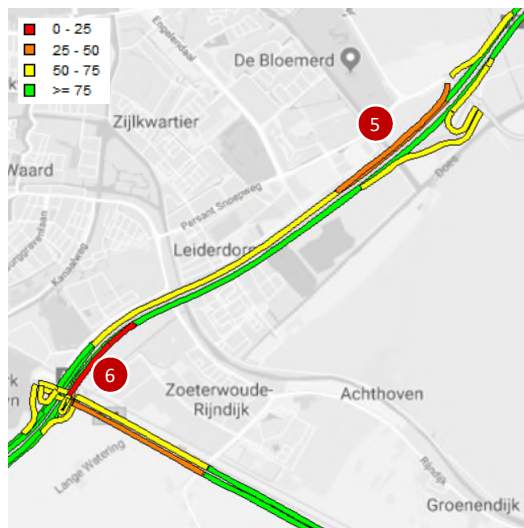 0 - 25
25 - 50
50 - 75
>= 75
Engelendaal
De Bloemerd
5
Zijlkwartier
Waard
Does
Persant Snoepweg
Leiderdorp
Kanaalweg
6
Zoeterwoude-
Rijndijk
Achthoven
Lange Watering
Rijndijk
Groenendijk